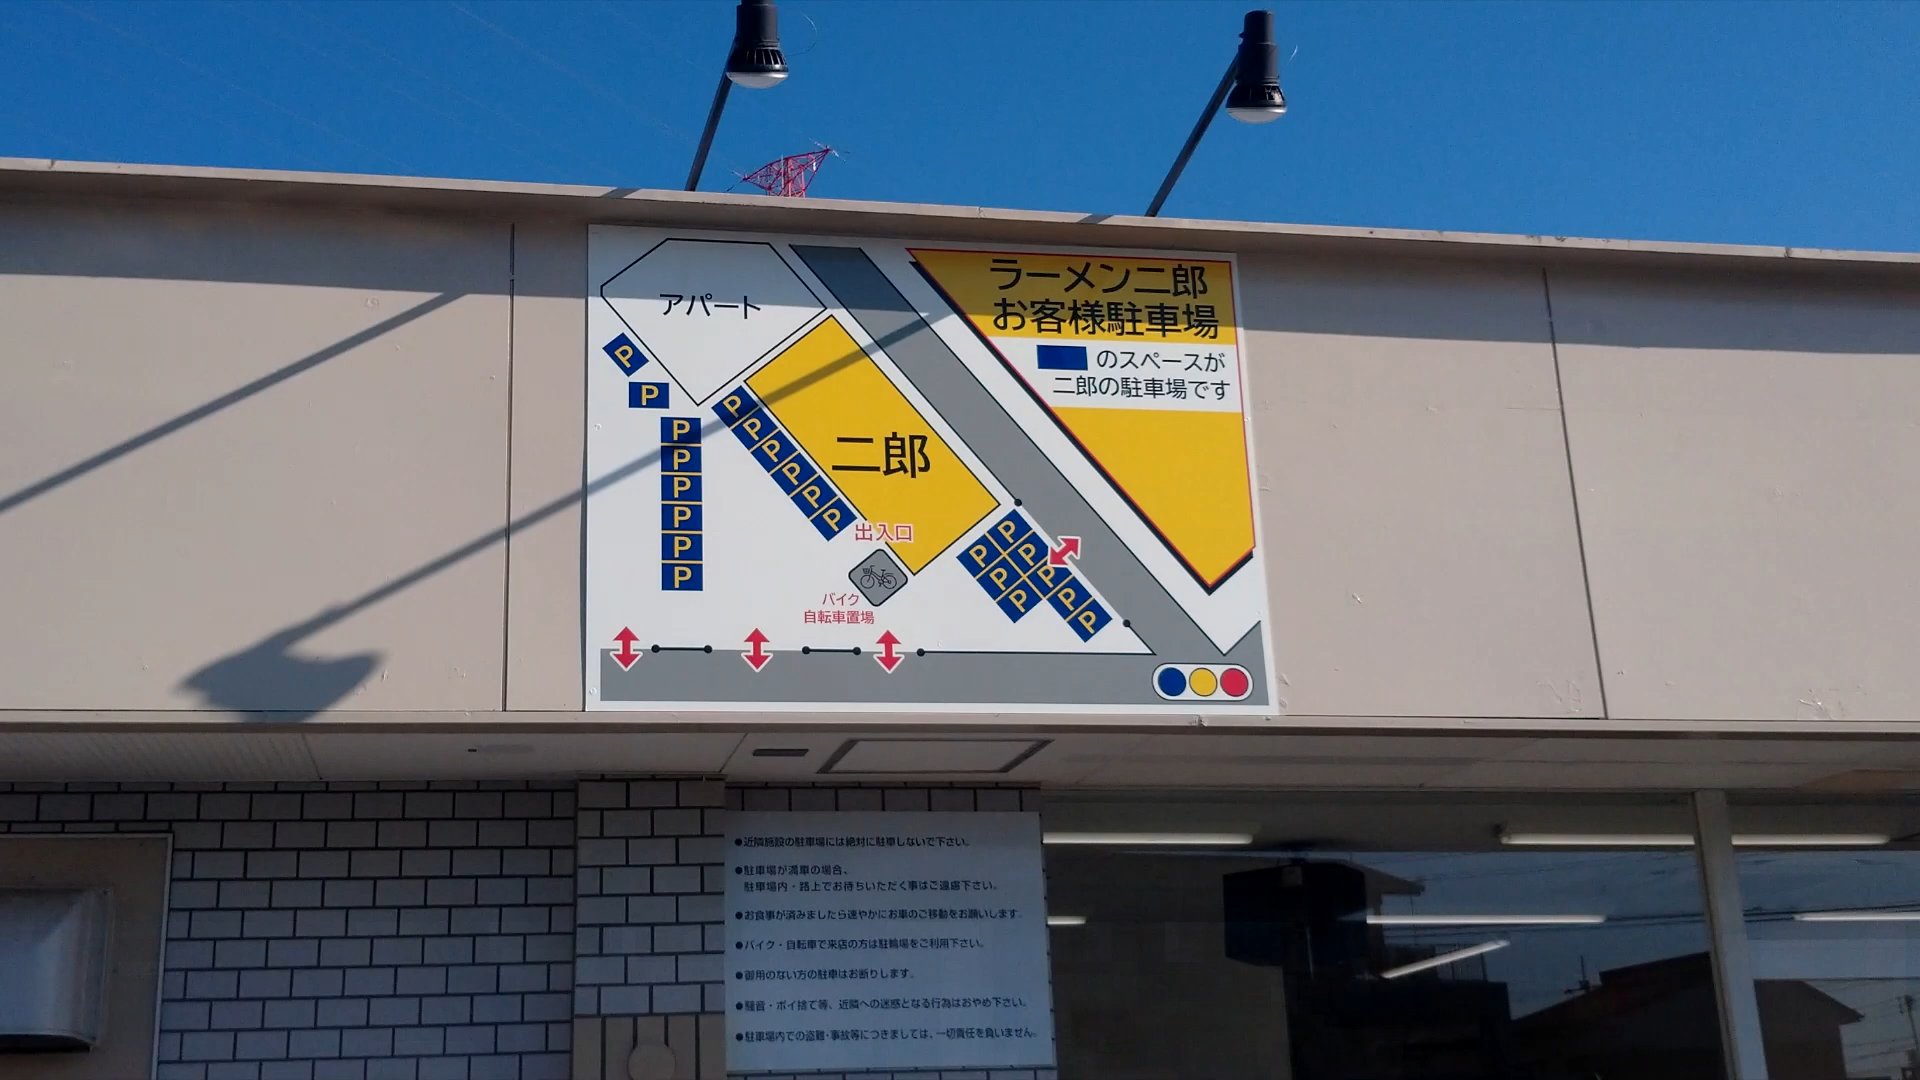 ラーメン二郎
お客様駐車場
のスペースが
二郎の駐車場です
アパート
P
P
P
P
P
P
P
P
P
P
P
P
P
P
二郎
出入口
バイク
自転車置場
P
P
P
P
P
P
P
P
●近隣施設の駐車場には絶対に駐車しないで下さい。
●駐車場が満車の場合、
駐車場内・路上でお待ちいただく事はご遠慮下さい。
●お食事が済みましたら速やかにお車のご移動をお願いします。
●バイク・自転車で来店の方は駐輪場をご利用下さい。
●御用のない方の駐車はお断りします。
●騒音・ポイ捨て等、近隣への迷惑となる行為はおやめ下さい。
●駐車場内での盗難・事故等につきましては、一切責任を負いません。